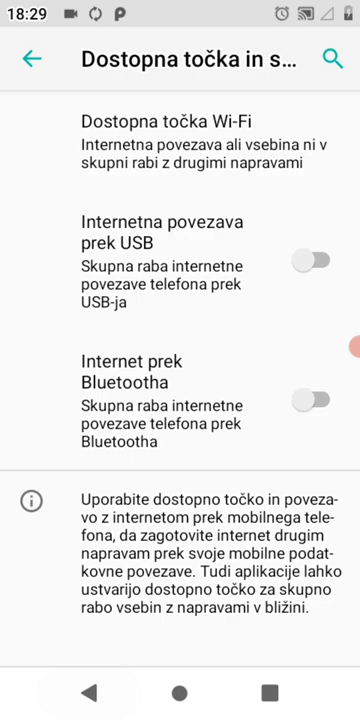 18:29
Dostopna točka in s...
Dostopna točka Wi-Fi
Internetna povezava ali vsebina ni v
skupni rabi z drugimi napravami
Internetna povezava
prek USB
Skupna raba internetne
povezave telefona prek
USB-ja
Internet prek
Bluetootha
Skupna raba internetne
povezave telefona prek
Bluetootha
Uporabite dostopno točko in poveza-
vo z internetom prek mobilnega tele-
fona, da zagotovite internet drugim
napravam prek svoje mobilne podat-
kovne povezave. Tudi aplikacije lahko
ustvarijo dostopno točko za skupno
rabo vsebin z napravami v bližini.